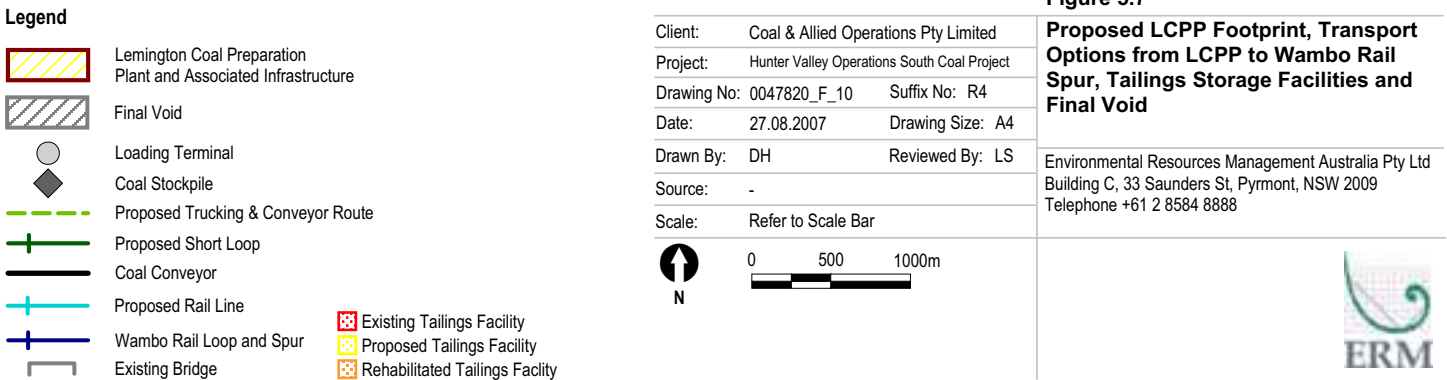 Legend
Lemington Coal Preparation
Plant and Associated Infrastructure
Final Void
Loading Terminal
Coal Stockpile
Proposed Trucking & Conveyor Route
Proposed Short Loop
Coal Conveyor
Proposed Rail Line
Wambo Rail Loop and Spur
Existing Bridge
Existing Tailings Facility
Proposed Tailings Facility
Rehabilitated Tailings Faclity
Client: Coal & Allied Operations Pty Limited
Project: Hunter Valley Operations South Coal Project
Drawing No: 0047820_F_10 Suffix No: R4
Date: 27.08.2007 Drawing Size: A4
Drawn By: DH Reviewed By: LS
Source: -
Scale: Refer to Scale Bar
N
0 500 1000m
Proposed LCPP Footprint, Transport
Options from LCPP to Wambo Rail
Spur, Tailings Storage Facilities and
Final Void
Environmental Resources Management Australia Pty Ltd
Building C, 33 Saunders St, Pyrmont, NSW 2009
Telephone +61 2 8584 8888
ERM